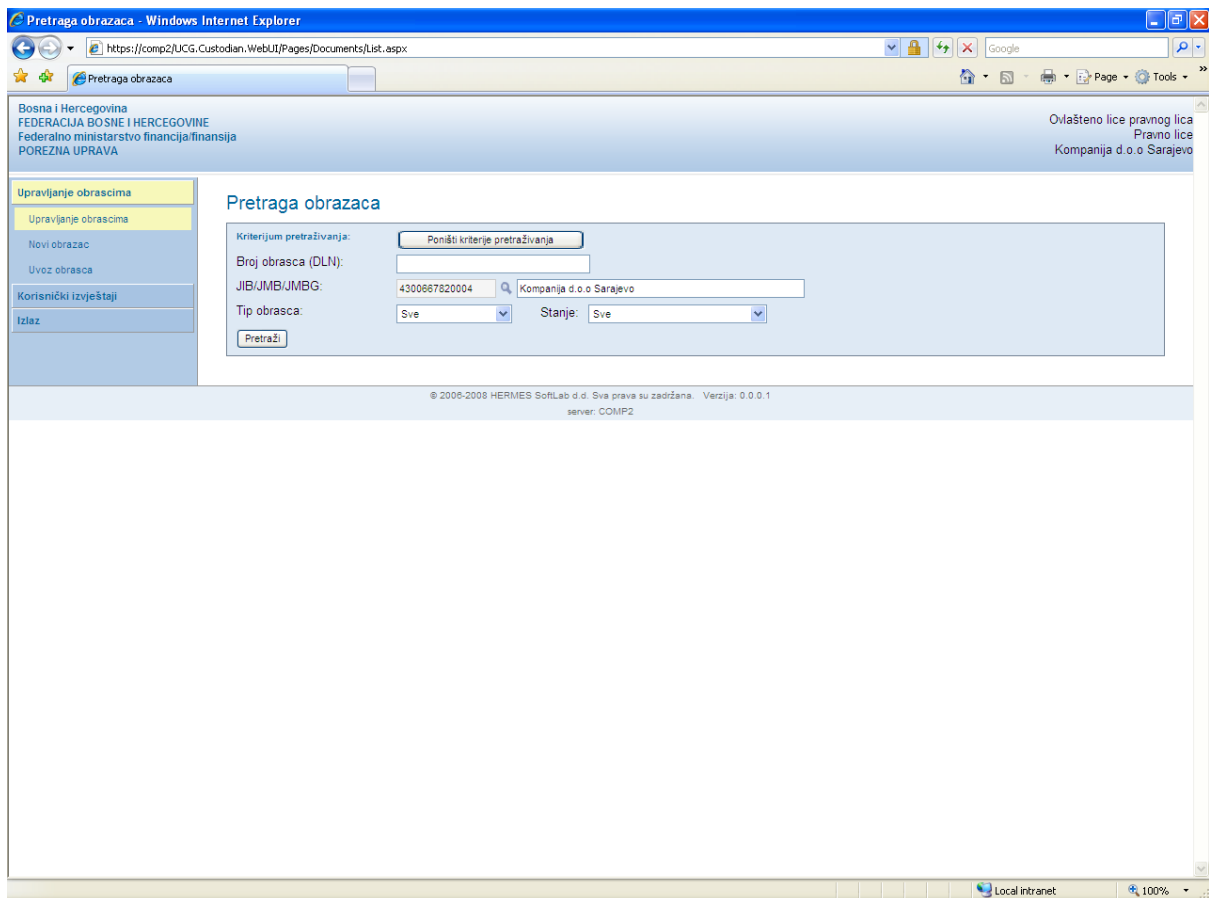 Pretraga obrazaca - Windows Internet Explorer
https://comp2/UCG.Custodian.WebUI/Pages/Documents/List.aspx
Google
Pretraga obrazaca
Page
Tools
»
Bosna i Hercegovina
FEDERACIJA BOSNE I HERCEGOVINE
Federalno ministarstvo financija/finansija
POREZNA UPRAVA
Ovlašteno lice pravnog lica
Pravno lice
Kompanija d.o.o Sarajevo
Upravljanje obrascima
Upravljanje obrascima
Novi obrazac
Uvoz obrasca
Korisnički izvještaji
Izlaz
Pretraga obrazaca
Kriterijum pretraživanja: Poništi kriterije pretraživanja
Broj obrasca (DLN):
JIB/JMB/JMBG: 4300667820004 Kompanija d.o.o Sarajevo
Tip obrasca: Sve Stanje: Sve
Pretraži
© 2006-2008 HERMES SoftLab d.d. Sva prava su zadržana. Verzija: 0.0.0.1
server: COMP2
Local intranet 100%